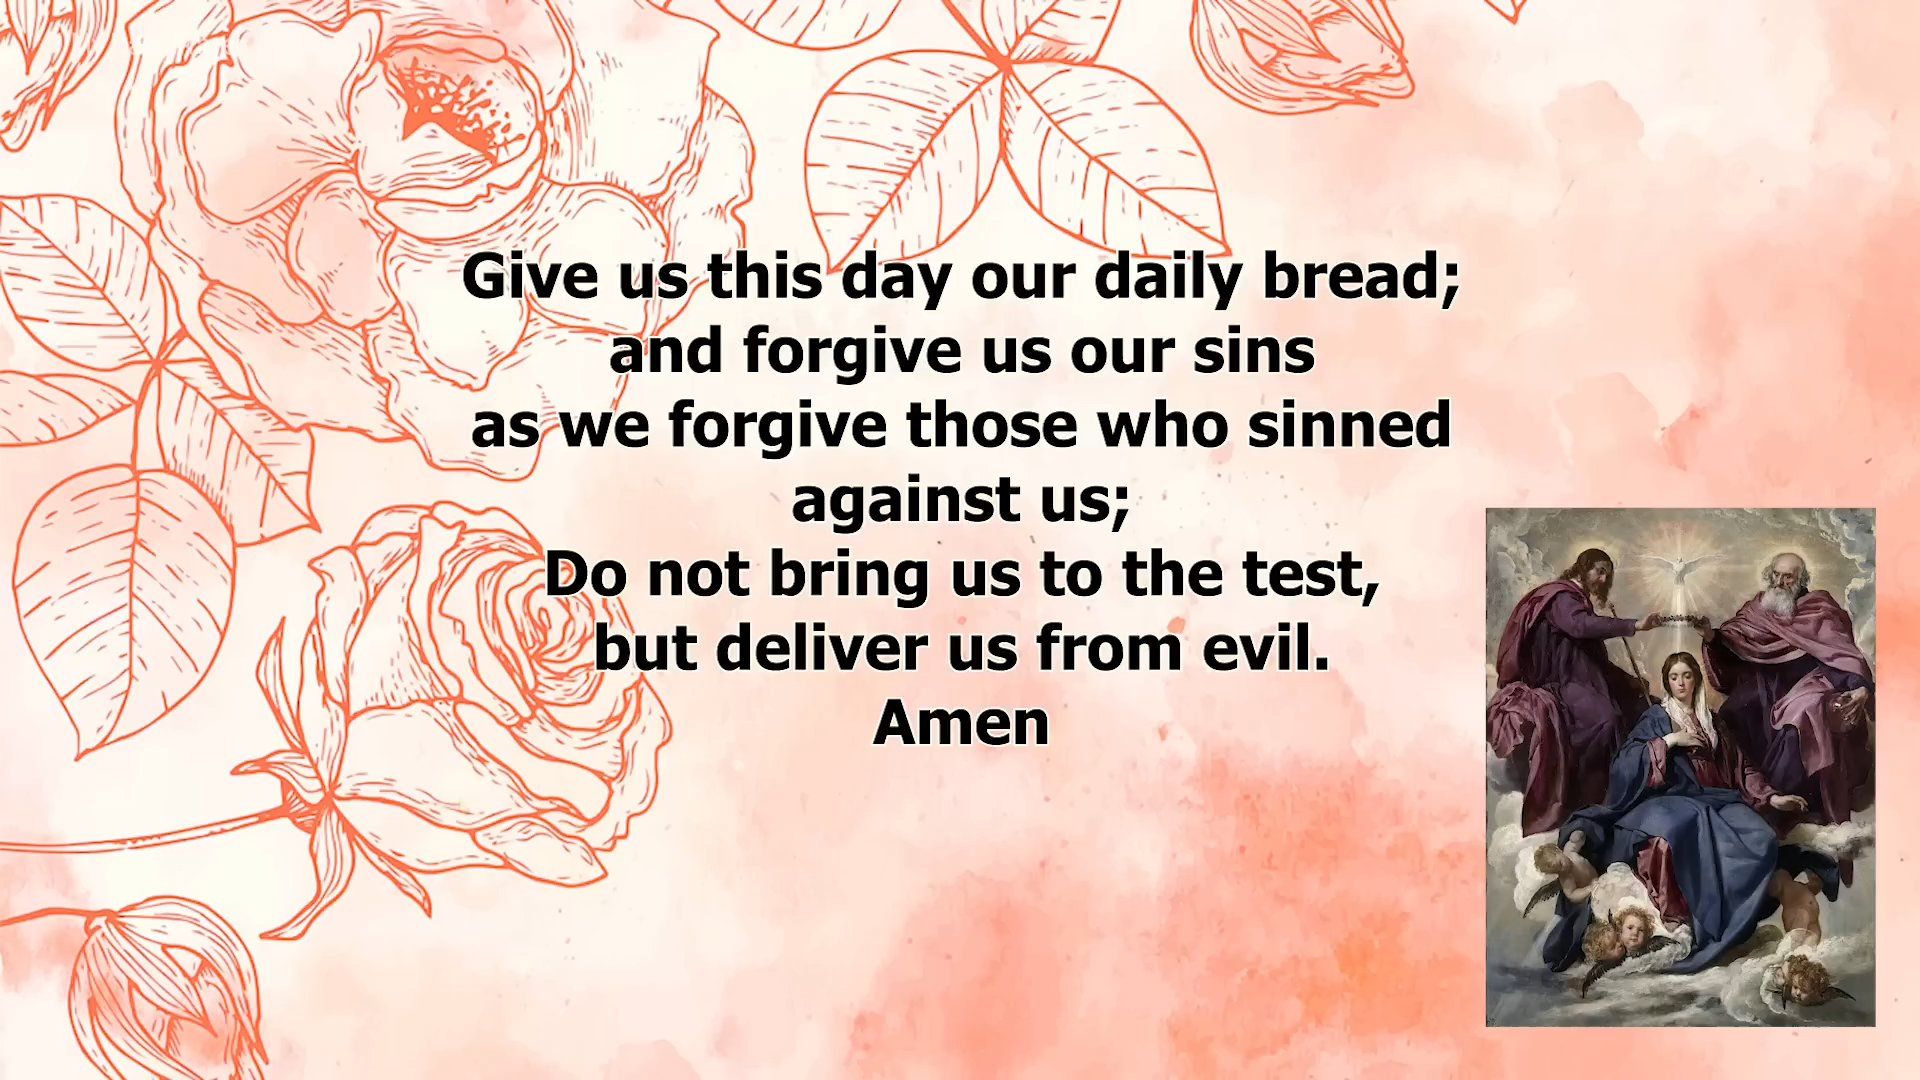 Give us this day our daily bread;
and forgive us our sins
as we forgive those who sinned
against us;
Do not bring us to the test,
but deliver us from evil.
Amen